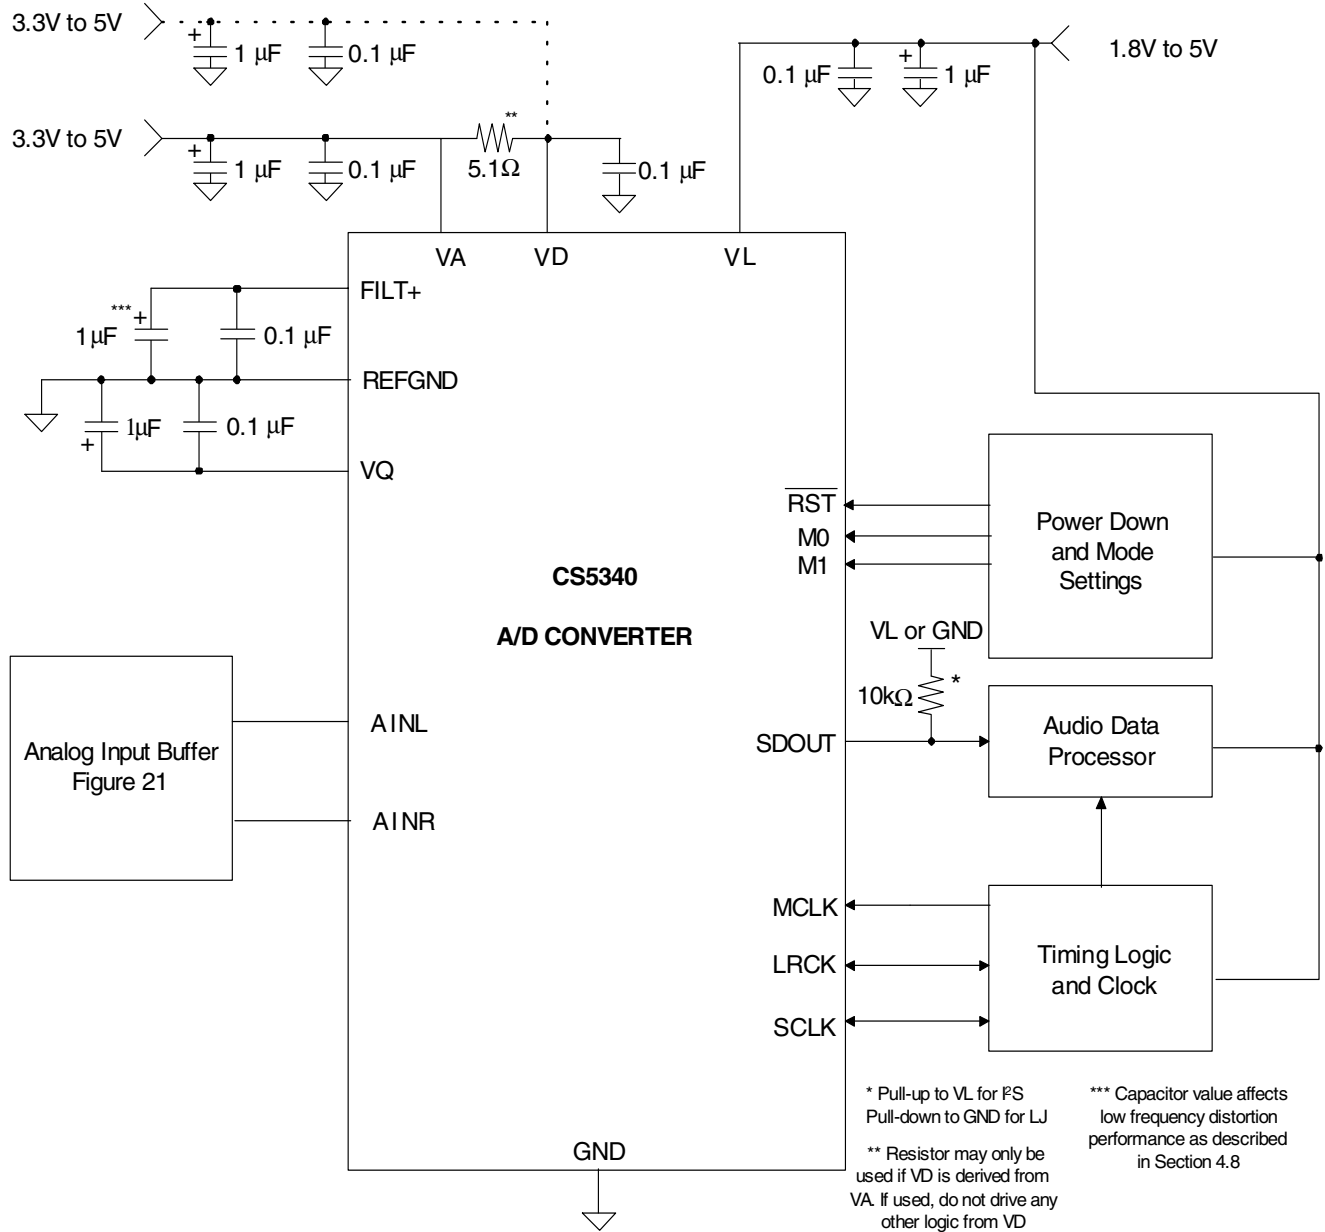 3.3V to 5V
+
1 µF
0.1 µF
0.1 µF
+
1 µF
1.8V to 5V
3.3V to 5V
+
1 µF
0.1 µF
**
5.1Ω
0.1 µF
VA
VD
VL
FILT+
***
+
1µF
0.1 µF
REFGND
+
1µF
0.1 µF
VQ
RST
M0
M1
Power Down
and Mode
Settings
CS5340
A/D CONVERTER
VL or GND
10kΩ
*
SDOUT
Audio Data
Processor
Analog Input Buffer
Figure 21
AINL
AINR
MCLK
LRCK
SCLK
Timing Logic
and Clock
GND
* Pull-up to VL for I²S
Pull-down to GND for LJ
** Resistor may only be
used if VD is derived from
VA. If used, do not drive any
other logic from VD
*** Capacitor value affects
low frequency distortion
performance as described
in Section 4.8